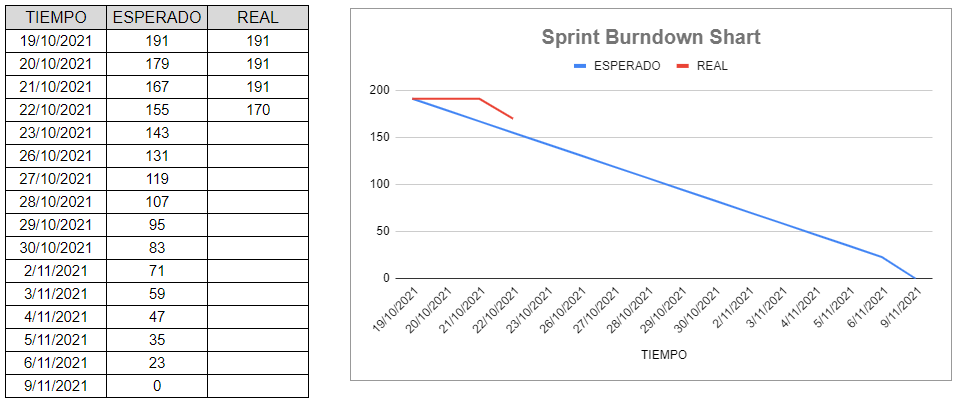 TIEMPO ESPERADO REAL
19/10/2021 191 191
20/10/2021 179 191
21/10/2021 167 191
22/10/2021 155 170
23/10/2021 143
26/10/2021 131
27/10/2021 119
28/10/2021 107
29/10/2021 95
30/10/2021 83
2/11/2021 71
3/11/2021 59
4/11/2021 47
5/11/2021 35
6/11/2021 23
9/11/2021 0
Sprint Burndown Shart
ESPERADO REAL
200
150
100
50
0
19/10/2021 20/10/2021 21/10/2021 22/10/2021 23/10/2021 26/10/2021 27/10/2021 28/10/2021 29/10/2021 30/10/2021 2/11/2021 3/11/2021 4/11/2021 5/11/2021 6/11/2021 9/11/2021
TIEMPO